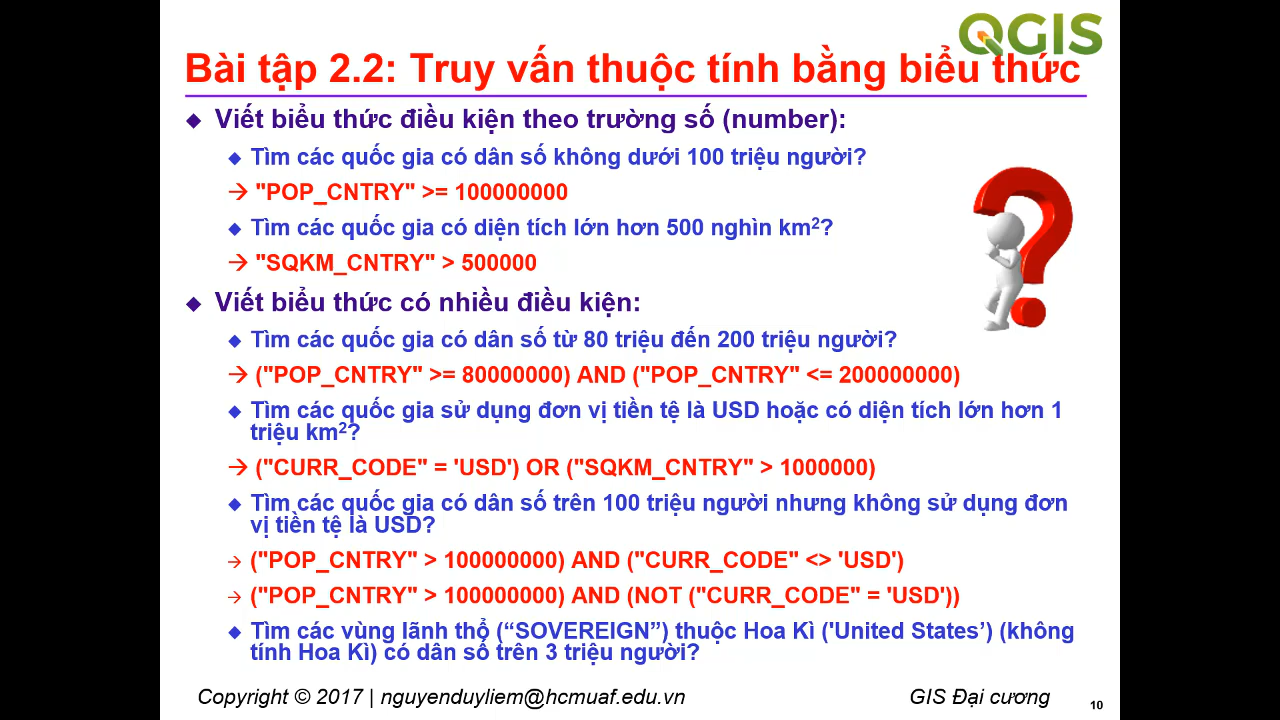 QGIS
Bài tập 2.2: Truy vấn thuộc tính bằng biểu thức
◆ Viết biểu thức điều kiện theo trường số (number):
◆ Tìm các quốc gia có dân số không dưới 100 triệu người?
→ "POP_CNTRY" >= 100000000
◆ Tìm các quốc gia có diện tích lớn hơn 500 nghìn km²?
→ "SQKM_CNTRY" > 500000
◆ Viết biểu thức có nhiều điều kiện:
◆ Tìm các quốc gia có dân số từ 80 triệu đến 200 triệu người?
→ ("POP_CNTRY" >= 80000000) AND ("POP_CNTRY" <= 200000000)
◆ Tìm các quốc gia sử dụng đơn vị tiền tệ là USD hoặc có diện tích lớn hơn 1
triệu km²?
→ ("CURR_CODE" = 'USD') OR ("SQKM_CNTRY" > 1000000)
◆ Tìm các quốc gia có dân số trên 100 triệu người nhưng không sử dụng đơn
vị tiền tệ là USD?
→ ("POP_CNTRY" > 100000000) AND ("CURR_CODE" <> 'USD')
→ ("POP_CNTRY" > 100000000) AND (NOT ("CURR_CODE" = 'USD'))
◆ Tìm các vùng lãnh thổ (“SOVEREIGN”) thuộc Hoa Kì ('United States’) (không
tính Hoa Kì) có dân số trên 3 triệu người?
Copyright © 2017 | nguyenduyliem@hcmuaf.edu.vn
GIS Đại cương
10